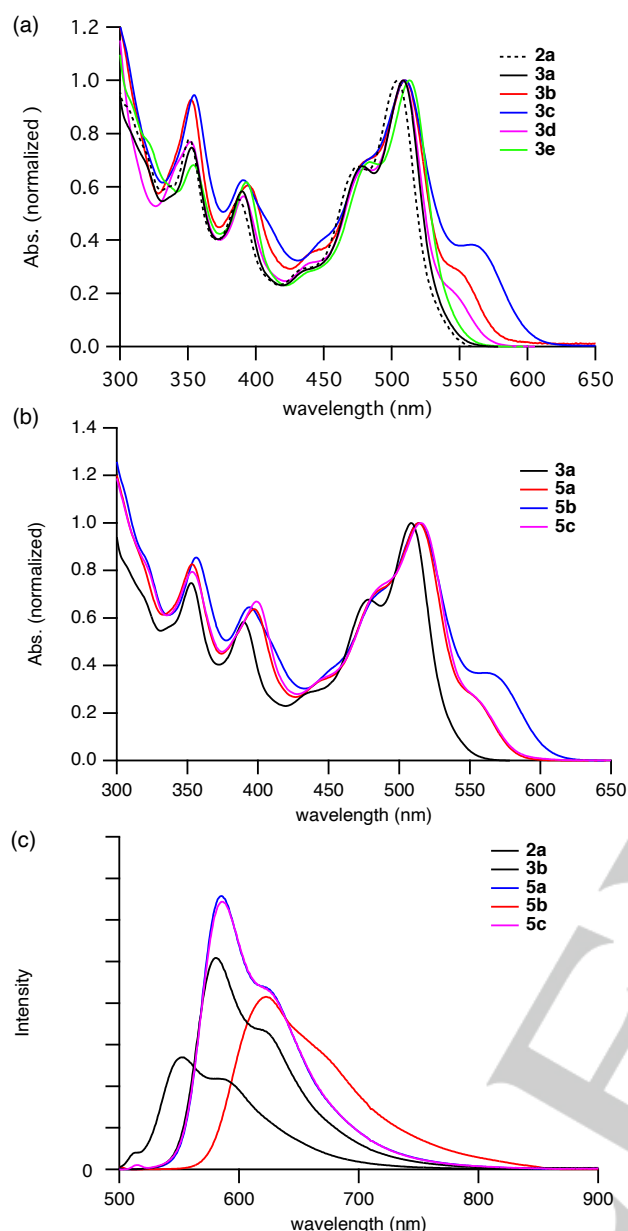 (a)
1.2
1.0
0.8
0.6
0.4
0.2
0.0
Abs. (normalized )
2a
3a
3b
3c
3d
3e
300 350 400 450 500 550 600 650
wavelength (nm)
(b)
1.4
1.2
1.0
0.8
0.6
0.4
0.2
0.0
Abs. (normalized)
3a
5a
5b
5c
300 350 400 450 500 550 600 650
wavelength (nm)
(c)
Intensity
0
2a
3b
5a
5b
5c
500 600 700 800 900
wavelength (nm)